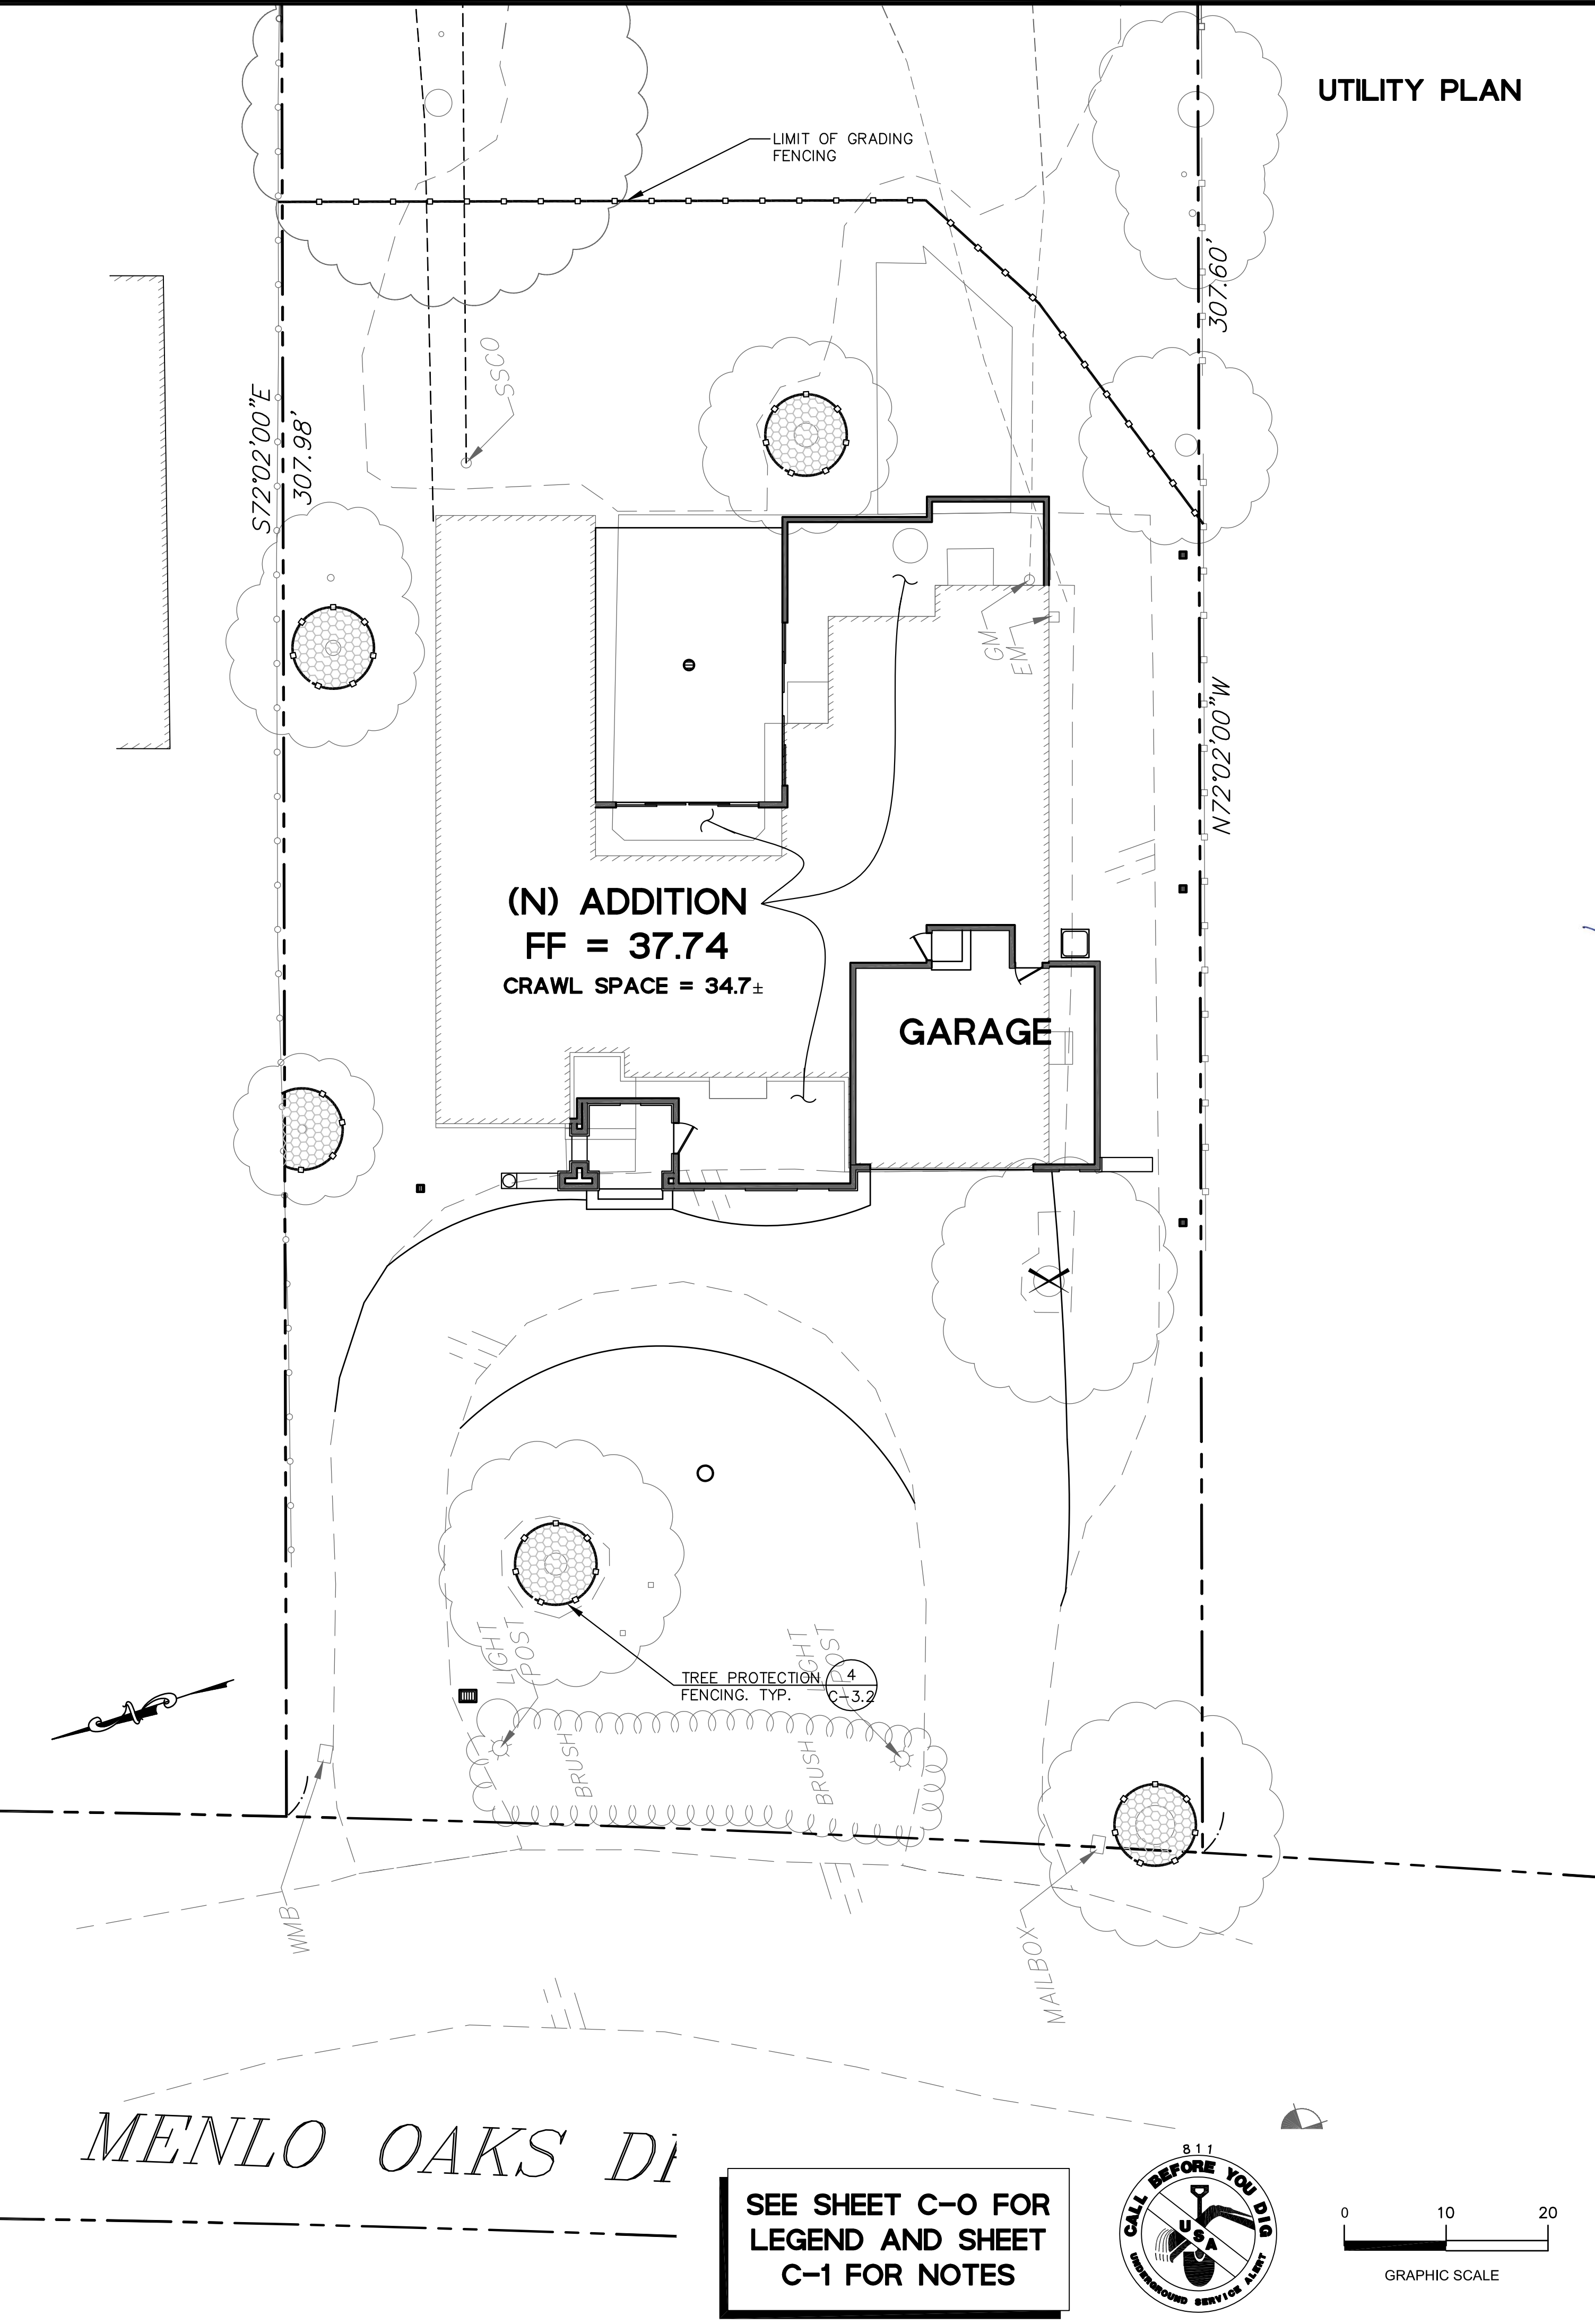 UTILITY PLAN
LIMIT OF GRADING
FENCING
307.60'
SSCO
S72°02'00"E
307.98'
GM
EM
N72°02'00"W
(N) ADDITION
FF = 37.74
CRAWL SPACE = 34.7±
GARAGE
LIGHT
POST
LIGHT
POST
TREE PROTECTION
FENCING. TYP.
4
C-3.2
BRUSH
BRUSH
WMB
MAILBOX
MENLO OAKS
SEE SHEET C-0 FOR
LEGEND AND SHEET
C-1 FOR NOTES
811
CALL BEFORE YOU DIG
USA
UNDERGROUND SERVICE ALERT
0 10 20
GRAPHIC SCALE